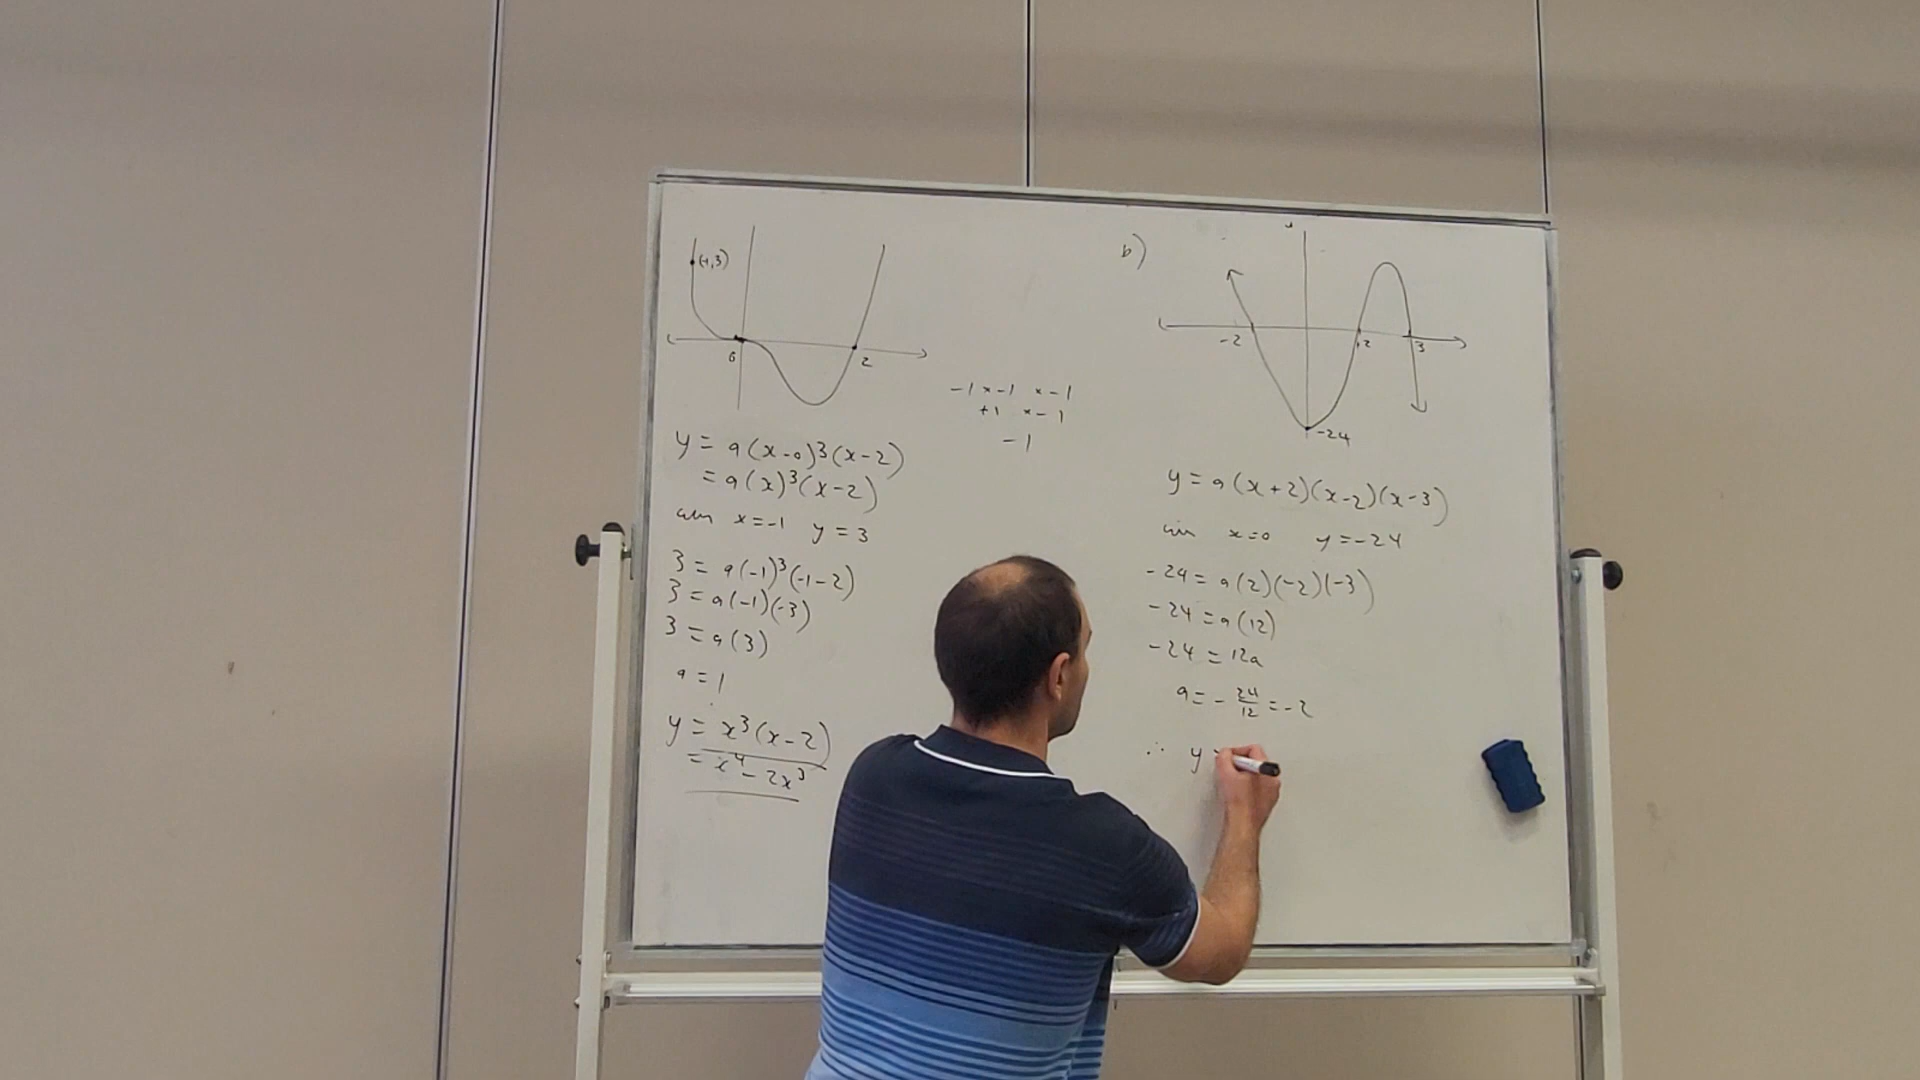 (-1,3)
0
2
y = a(x-0)³(x-2)
= a(x)³(x-2)
x=-1 y=3
3 = a(-1)³(-1-2)
3 = a(-1)(-3)
3 = a(3)
a = 1
y = x³(x-2)
= x⁴ - 2x³
-1 x -1 x -1
+1 x -1
-1
b)
-2
2
3
-24
y = a(x+2)(x-2)(x-3)
x=0 y=-24
-24 = a(2)(-2)(-3)
-24 = a(12)
-24 = 12a
a = - 24/12 = -2
∴ y =